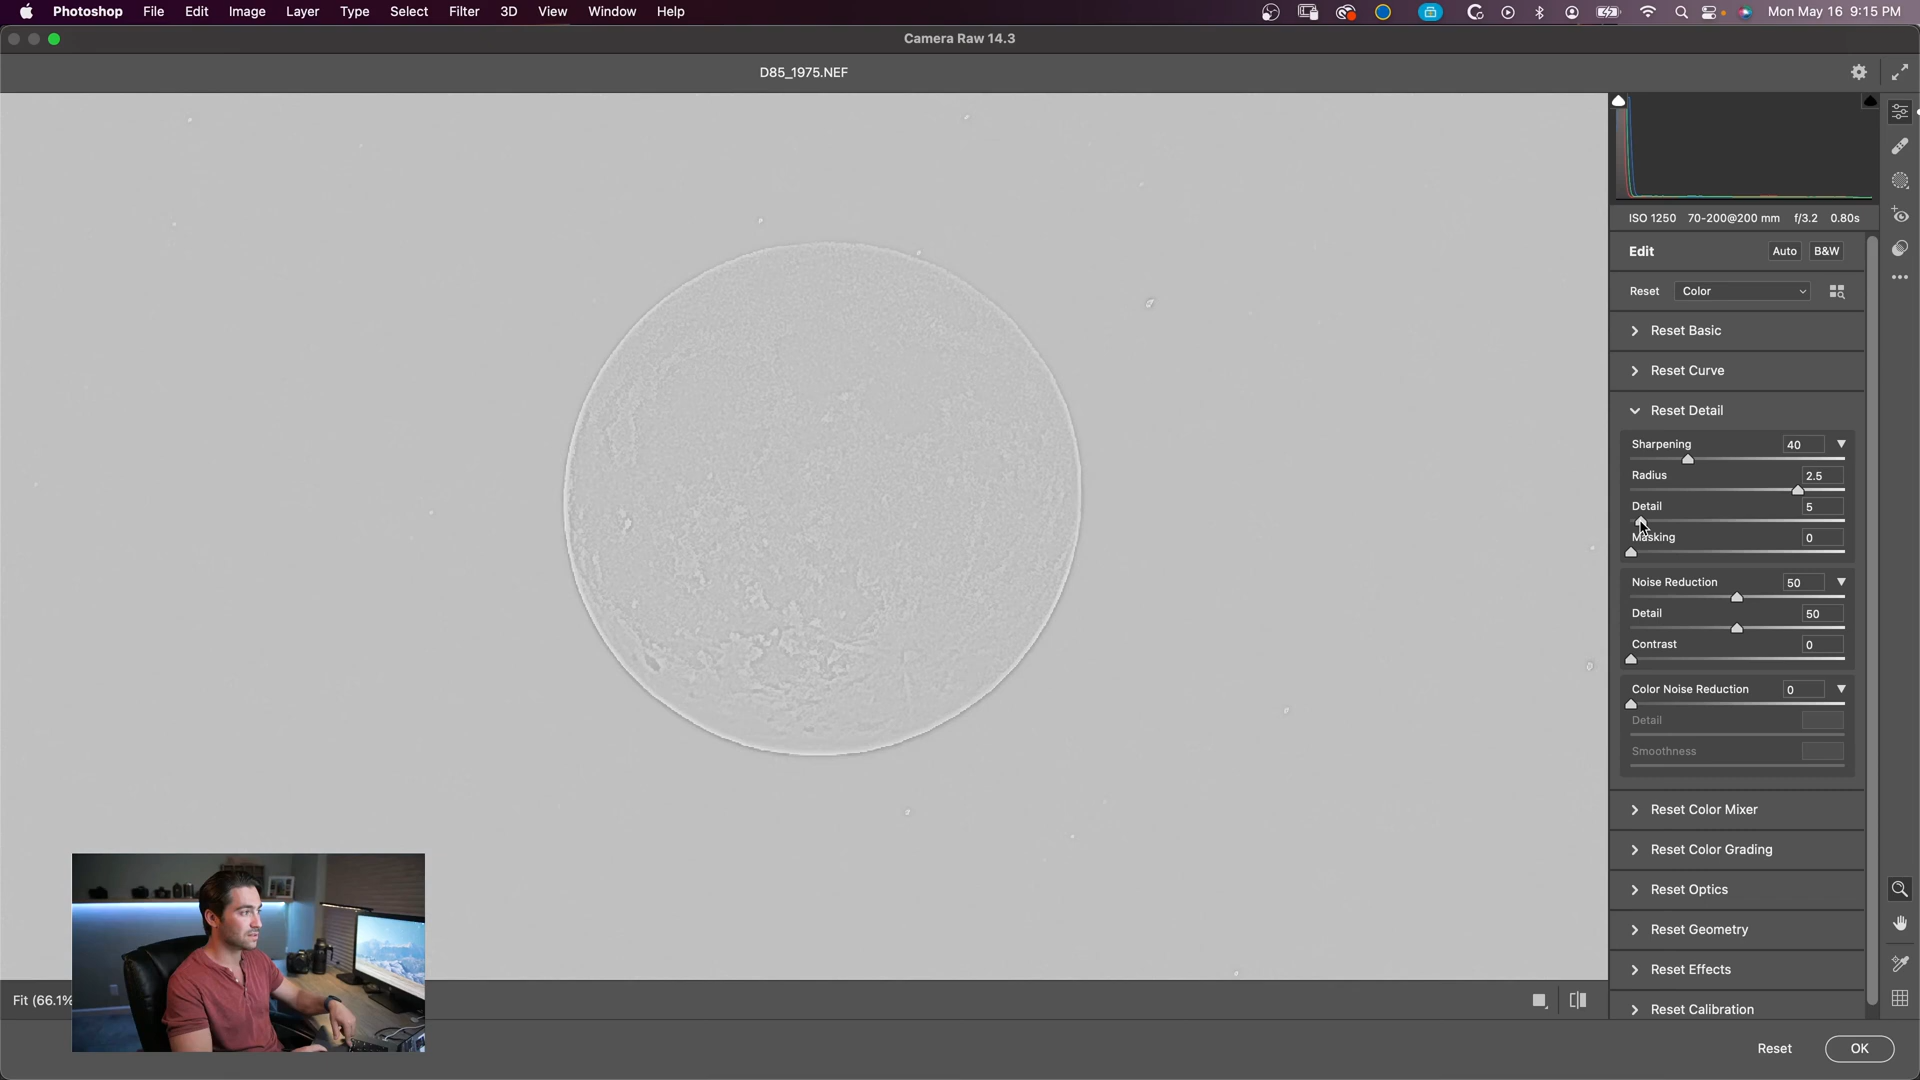 Photoshop File Edit Image Layer Type Select Filter 3D View Window Help Mon May 16 9:15 PM
Camera Raw 14.3
D85_1975.NEF
ISO 1250 70-200@200 mm f/3.2 0.80s
Edit Auto B&W
Reset Color
Reset Basic
Reset Curve
Reset Detail
Sharpening 40
Radius 2.5
Detail 5
Masking 0
Noise Reduction 50
Detail 50
Contrast 0
Color Noise Reduction 0
Detail
Smoothness
Reset Color Mixer
Reset Color Grading
Reset Optics
Reset Geometry
Reset Effects
Fit (66.1%
Reset Calibration
Reset OK